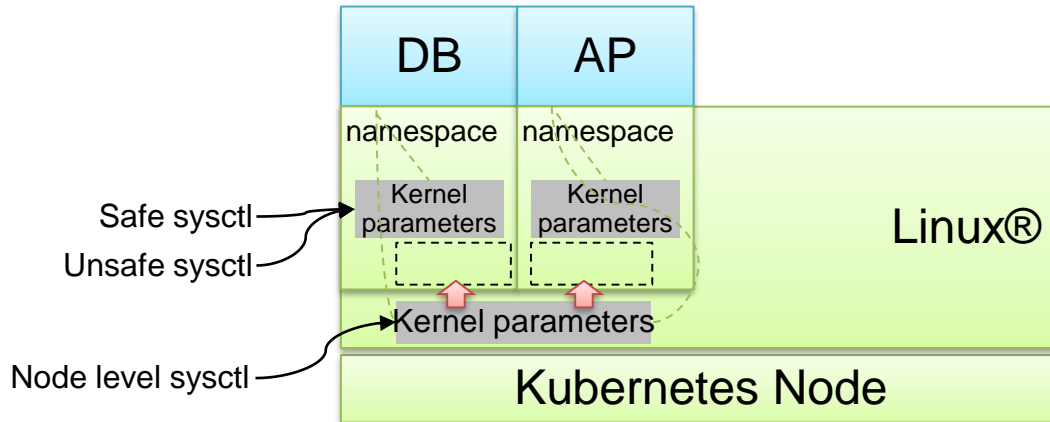 DB
AP
namespace
namespace
Kernel
parameters
Kernel
parameters
Safe sysctl
Unsafe sysctl
Linux®
Kernel parameters
Node level sysctl
Kubernetes Node